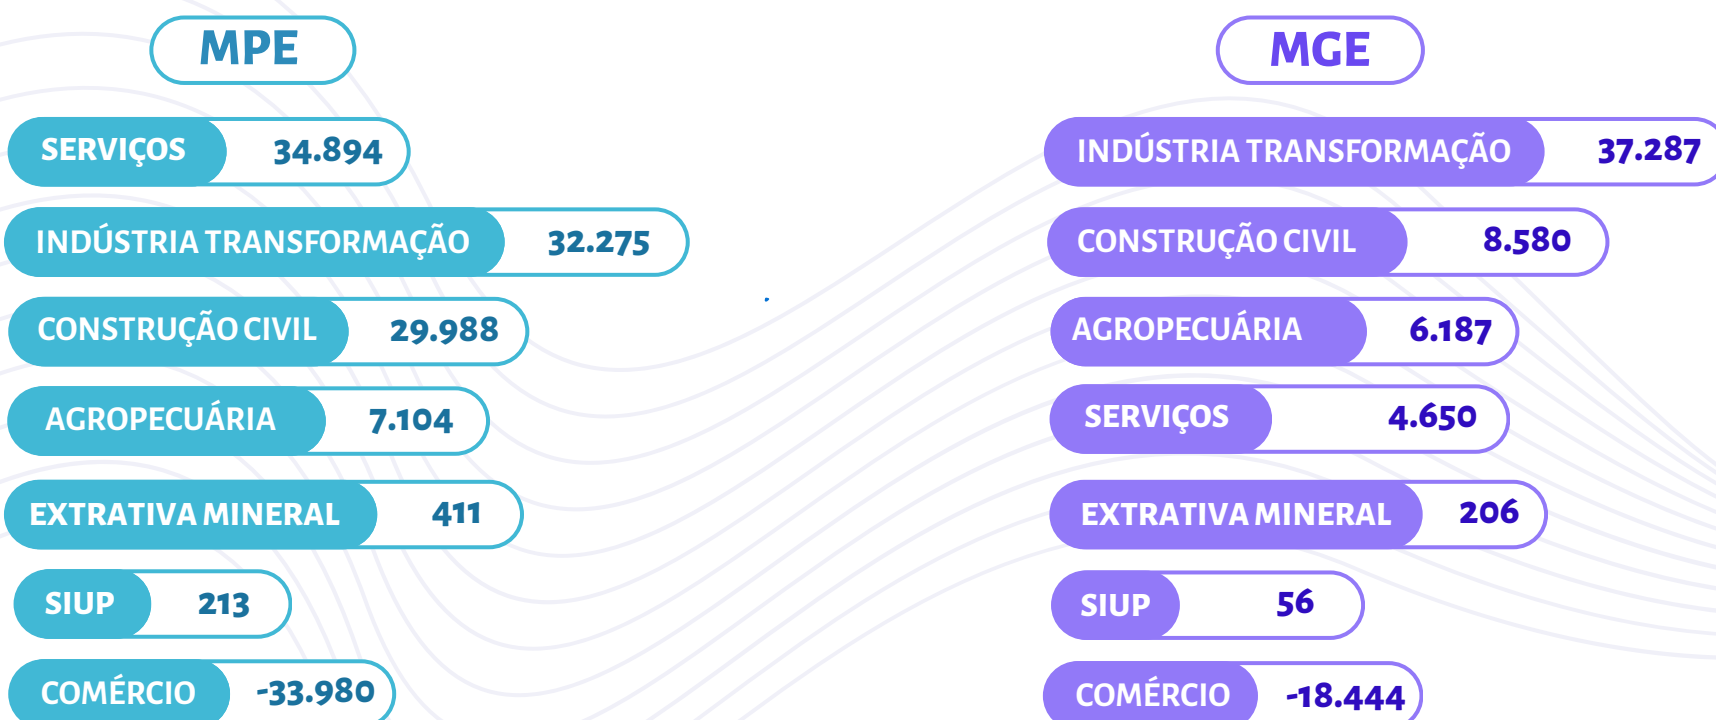 MPE
SERVIÇOS 34.894
INDÚSTRIA TRANSFORMAÇÃO 32.275
CONSTRUÇÃO CIVIL 29.988
AGROPECUÁRIA 7.104
EXTRATIVA MINERAL 411
SIUP 213
COMÉRCIO -33.980
MGE
INDÚSTRIA TRANSFORMAÇÃO 37.287
CONSTRUÇÃO CIVIL 8.580
AGROPECUÁRIA 6.187
SERVIÇOS 4.650
EXTRATIVA MINERAL 206
SIUP 56
COMÉRCIO -18.444